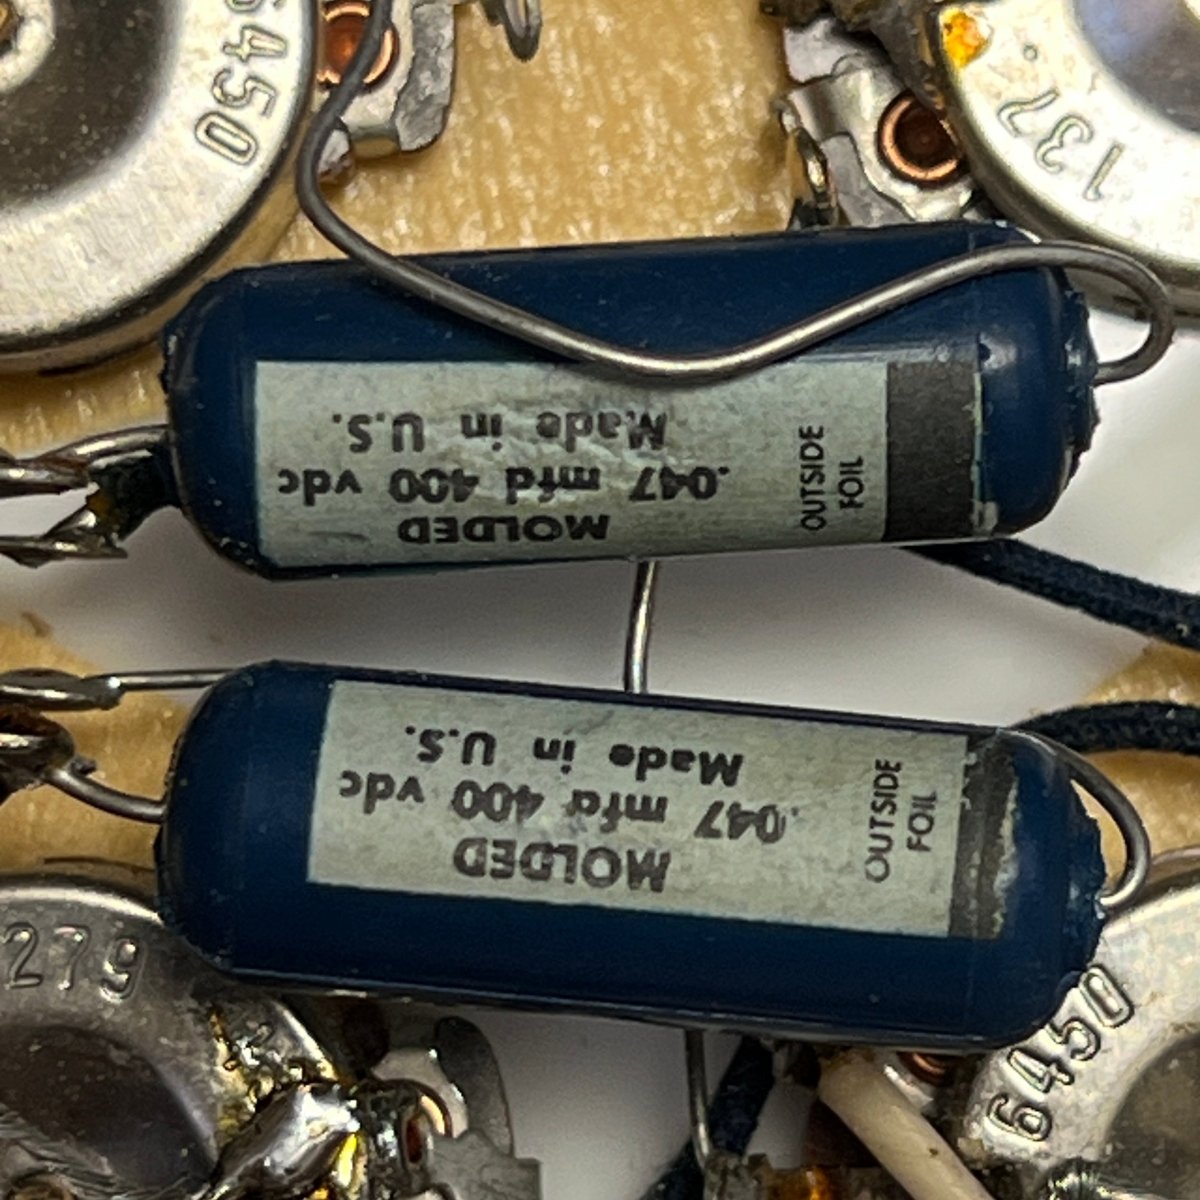 6450
137.
MOLDED
.047 mfd 400 vdc
Made in U.S.
OUTSIDE
FOIL
MOLDED
.047 mfd 400 vdc
Made in U.S.
OUTSIDE
FOIL
279
6450